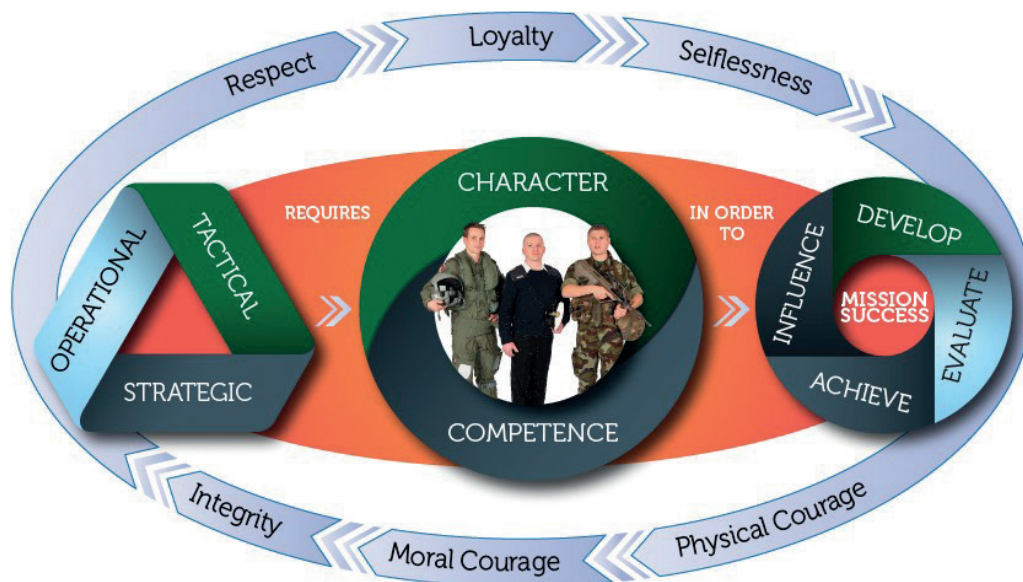 Respect
Loyalty
Selflessness
OPERATIONAL
TACTICAL
STRATEGIC
REQUIRES
CHARACTER
COMPETENCE
IN ORDER
TO
INFLUENCE
DEVELOP
EVALUATE
ACHIEVE
MISSION
SUCCESS
Integrity
Moral Courage
Physical Courage